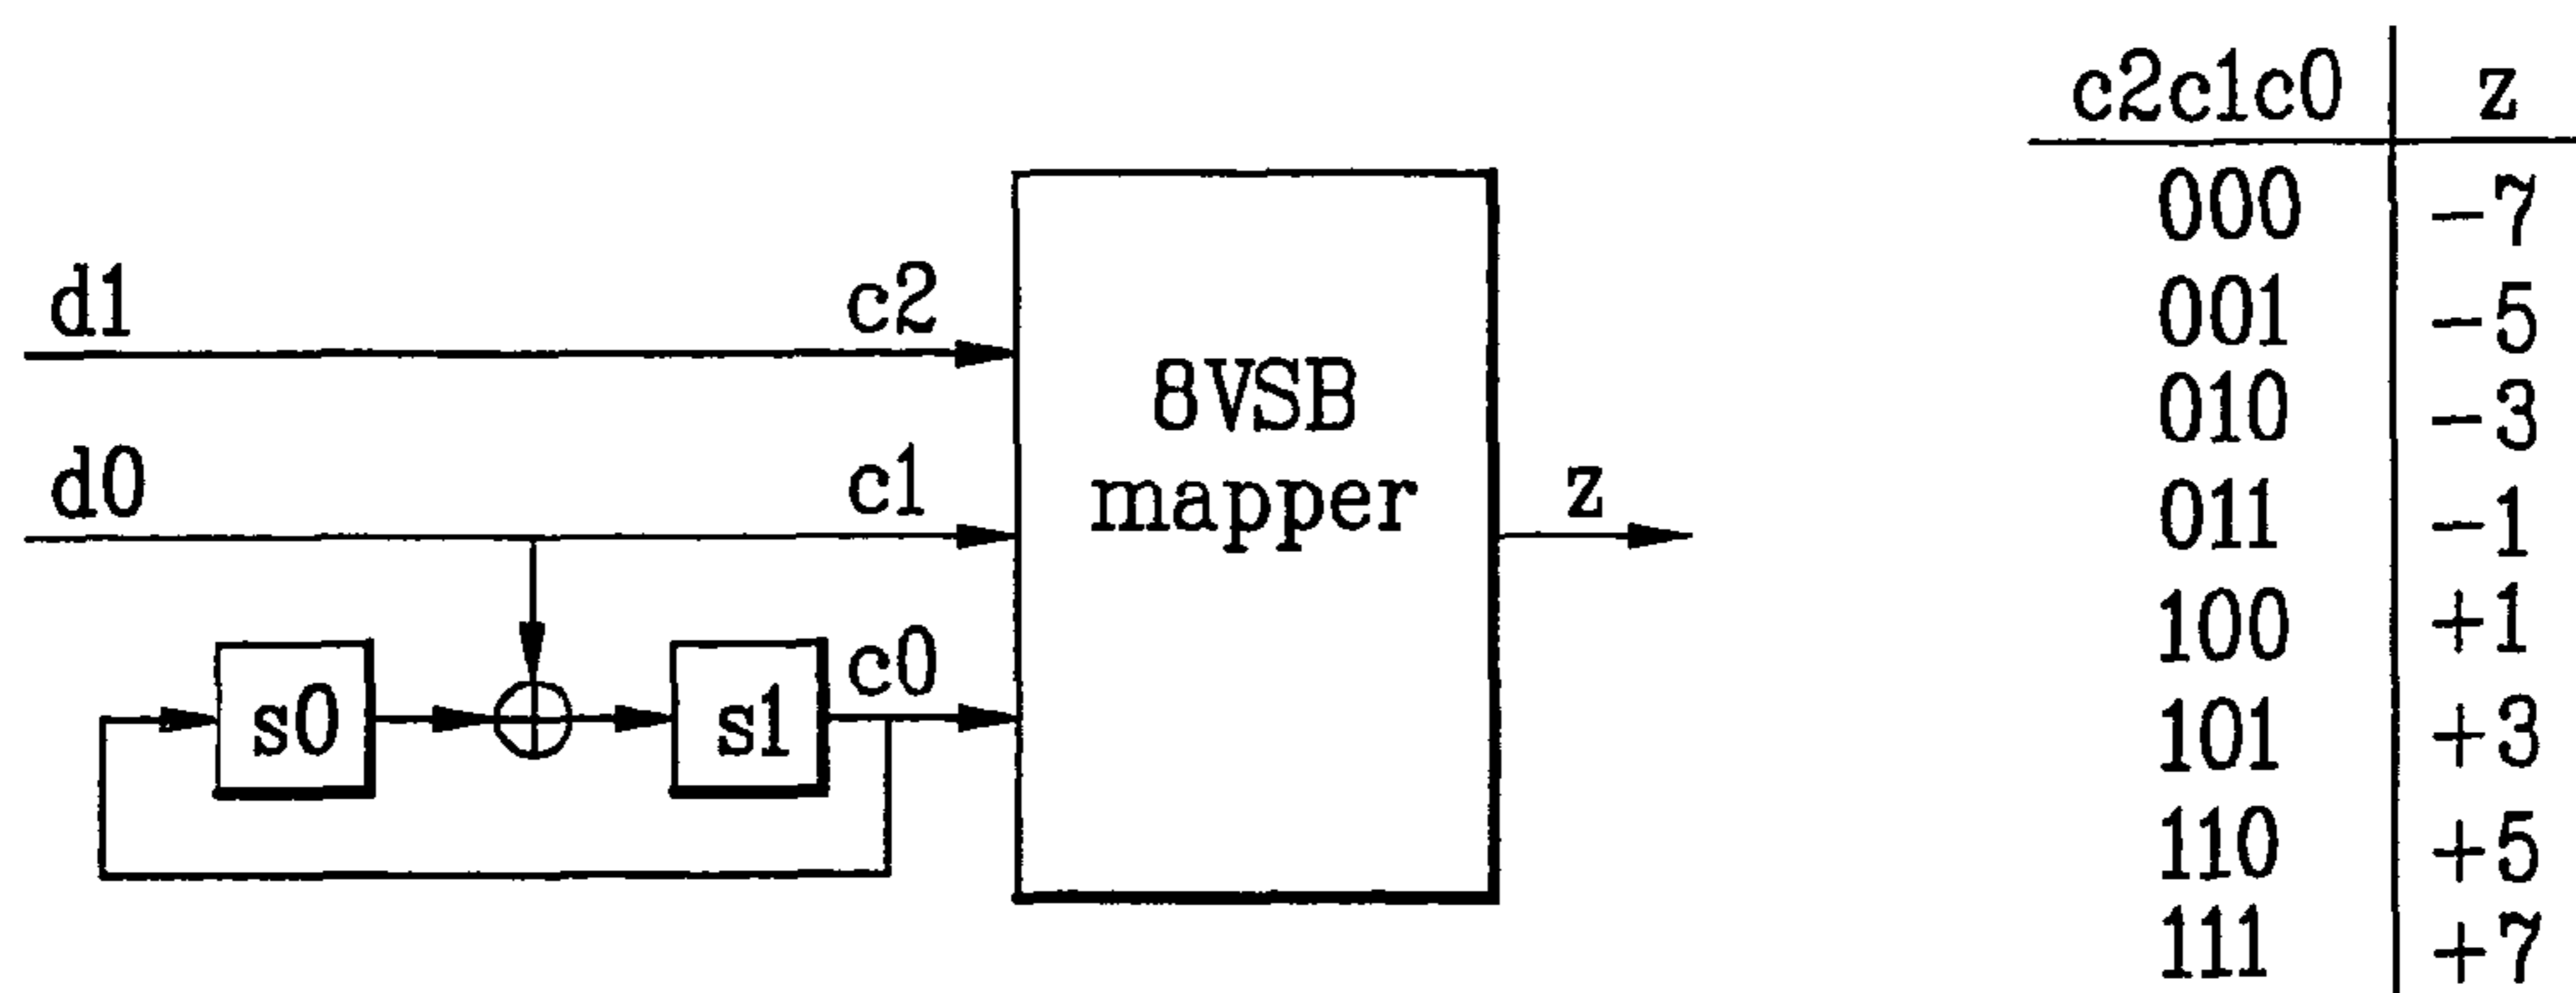 d1
c2
d0
c1
s0
s1
c0
8VSB
mapper
z
c2c1c0 z
000 -7
001 -5
010 -3
011 -1
100 +1
101 +3
110 +5
111 +7